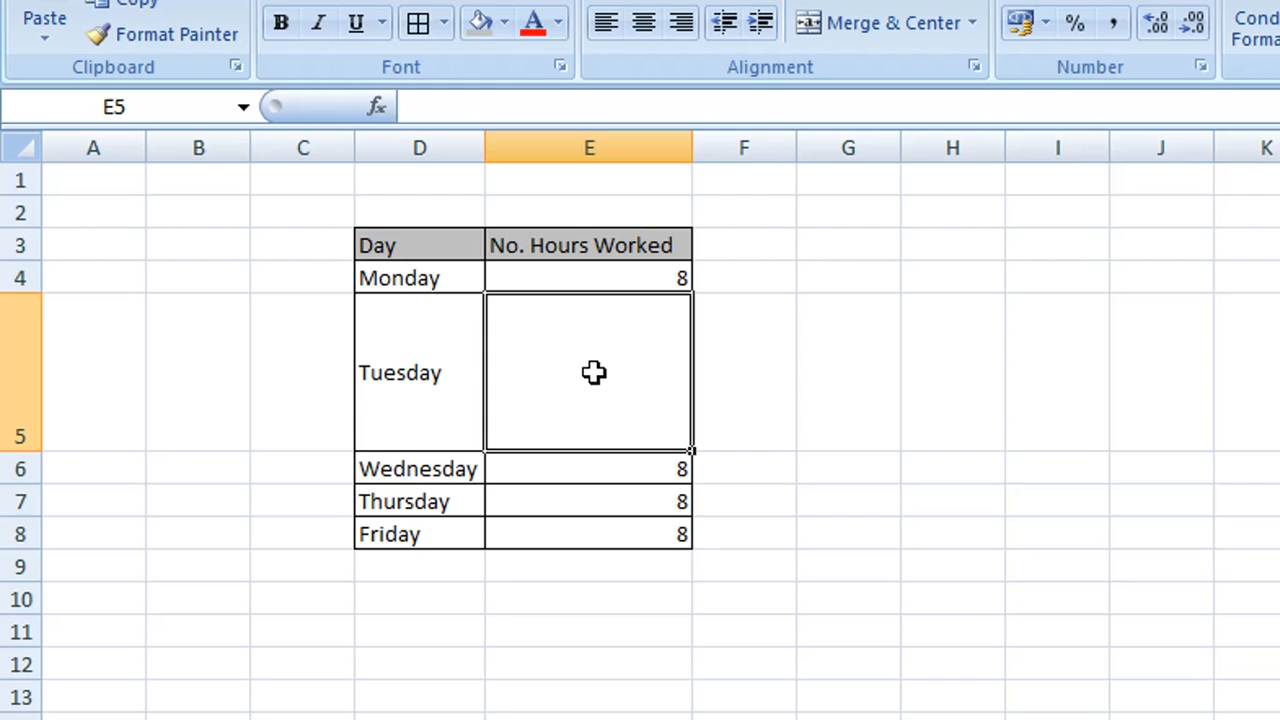 Copy
Paste
Format Painter
B I U A
Merge & Center
% ,
Cond
Forma
Clipboard Font Alignment Number
E5 fx
A B C D E F G H I J K
1
2
3 Day No. Hours Worked
4 Monday 8
5 Tuesday
6 Wednesday 8
7 Thursday 8
8 Friday 8
9
10
11
12
13